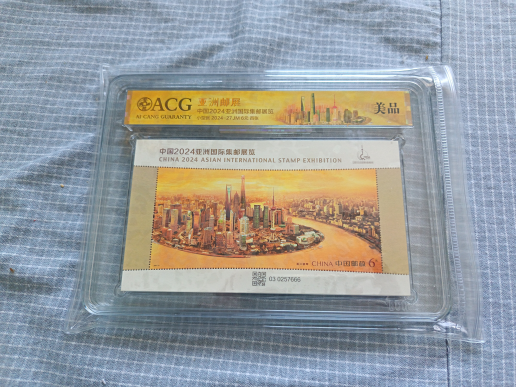 ACG
AI CANG GUARANTY
亚洲邮展
中国2024亚洲国际集邮展览
美品
中国2024亚洲国际集邮展览
CHINA 2024 ASIAN INTERNATIONAL STAMP EXHIBITION
CHINA 中国邮政 6元
03 0257666